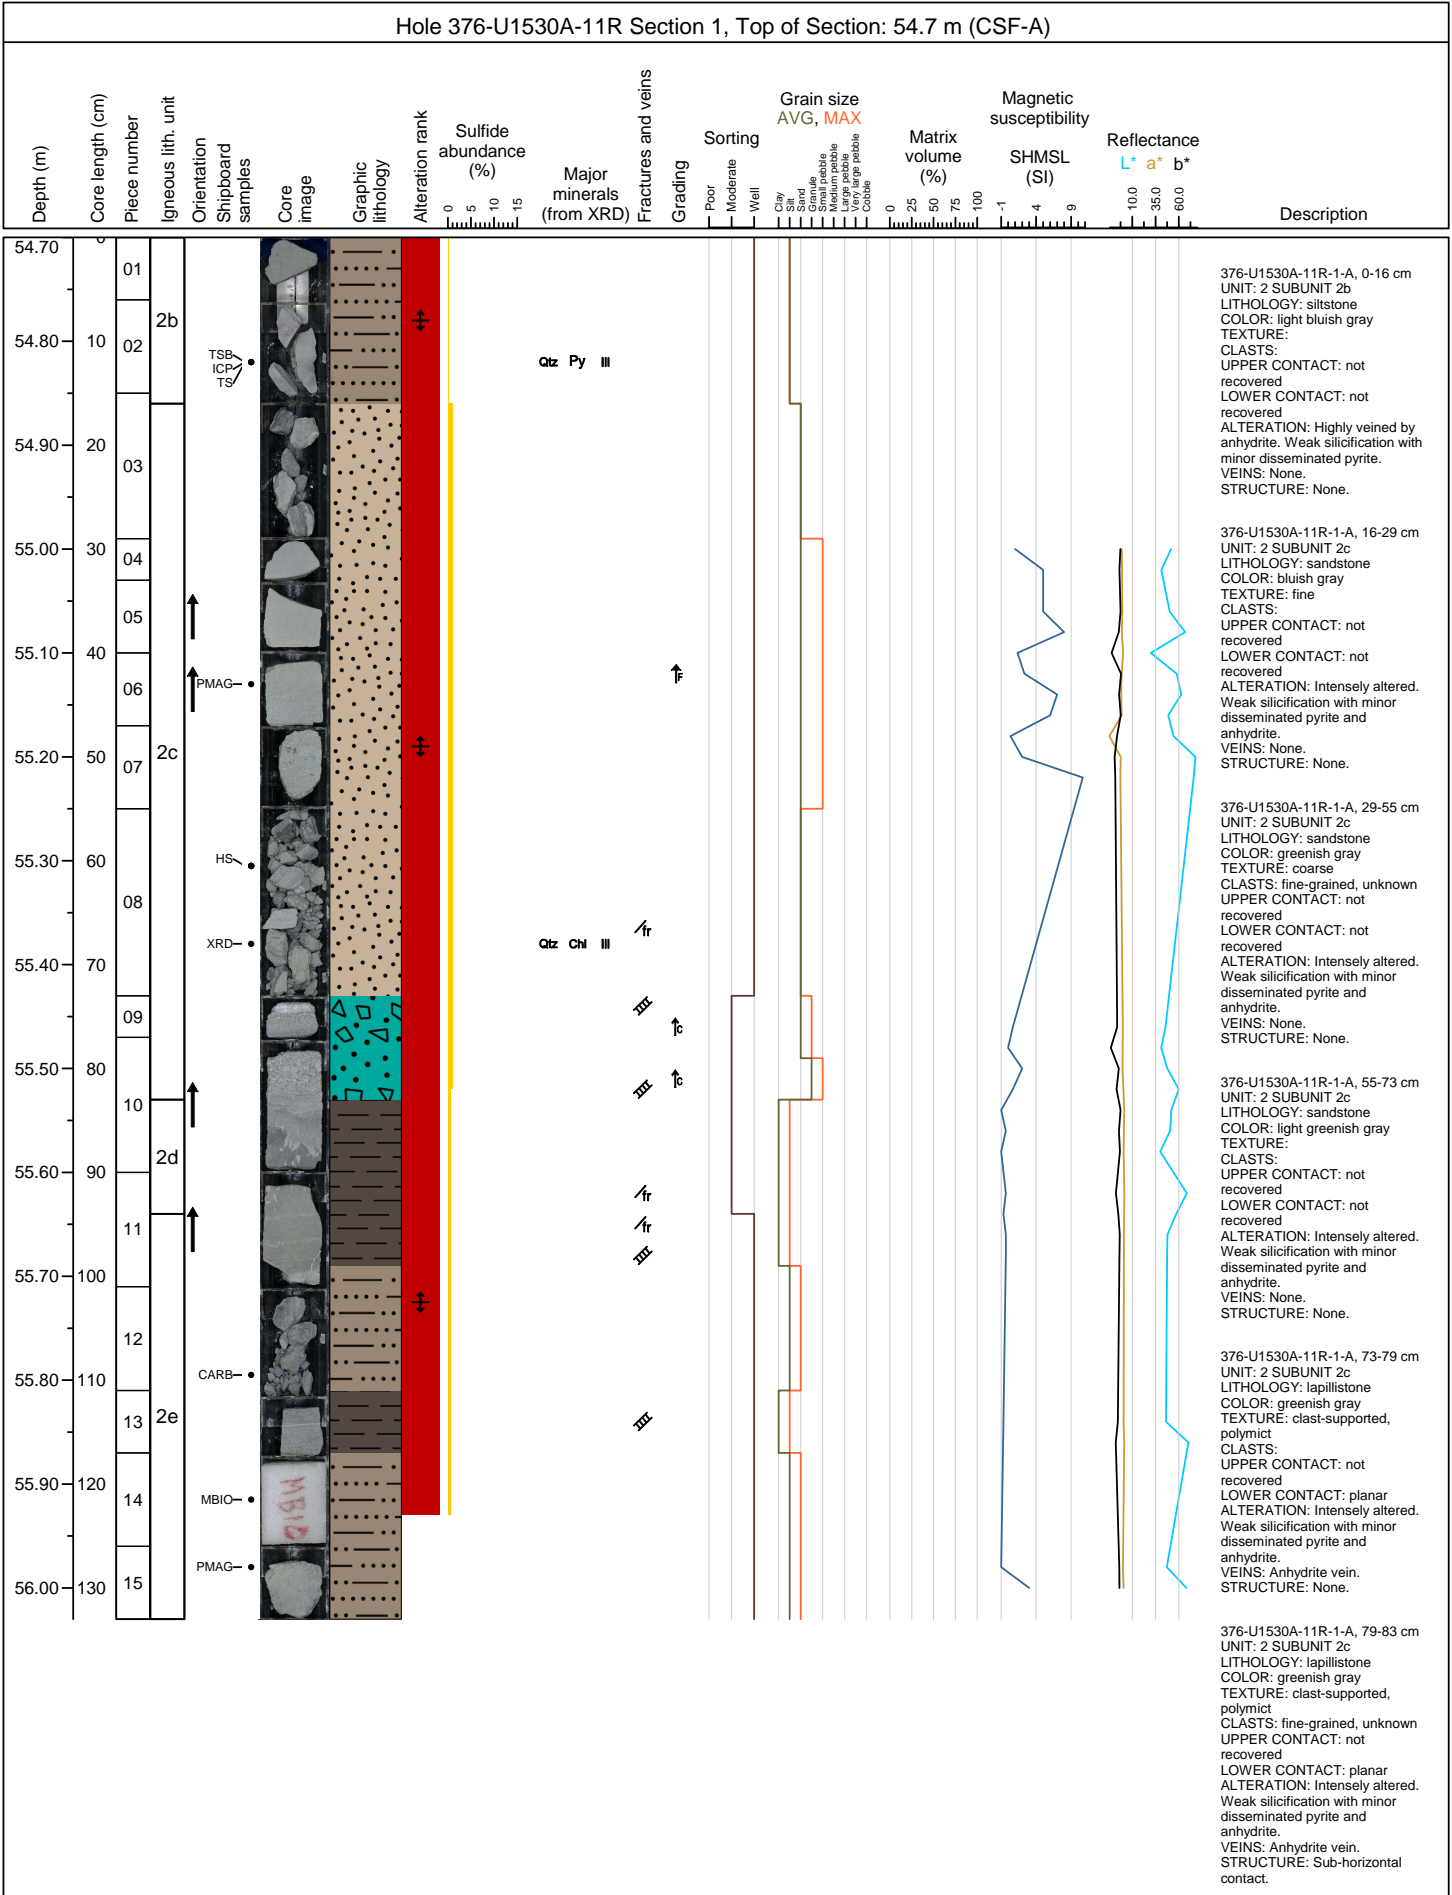 Hole 376-U1530A-11R Section 1, Top of Section: 54.7 m (CSF-A)
Depth (m)
Core length (cm)
Piece number
Igneous lith. unit
Orientation
Shipboard samples
Core image
Graphic lithology
Alteration rank
Sulfide abundance (%)
0 5 10 15
Major minerals (from XRD)
Fractures and veins
Grading
Sorting
Poor
Moderate
Well
Grain size
AVG, MAX
Clay
Silt
Sand
Granule
Small pebble
Medium pebble
Large pebble
Very large pebble
Cobble
Matrix volume (%)
0 25 50 75 100
Magnetic susceptibility
SHMSL (SI)
-1 4 9
Reflectance
L* a* b*
10.0 35.0 60.0
Description
54.70
54.80
54.90
55.00
55.10
55.20
55.30
55.40
55.50
55.60
55.70
55.80
55.90
56.00
0
10
20
30
40
50
60
70
80
90
100
110
120
130
01
02
03
04
05
06
07
08
09
10
11
12
13
14
15
2b
2c
2d
2e
TSB
ICP
TS
PMAG
HS
XRD
CARB
MBIO
PMAG
MBIO
Qtz Py Ill
Qtz Chl Ill
fr
fr
fr
F
C
C
376-U1530A-11R-1-A, 0-16 cm
UNIT: 2 SUBUNIT 2b
LITHOLOGY: siltstone
COLOR: light bluish gray
TEXTURE:
CLASTS:
UPPER CONTACT: not
recovered
LOWER CONTACT: not
recovered
ALTERATION: Highly veined by
anhydrite. Weak silicification with
minor disseminated pyrite.
VEINS: None.
STRUCTURE: None.
376-U1530A-11R-1-A, 16-29 cm
UNIT: 2 SUBUNIT 2c
LITHOLOGY: sandstone
COLOR: bluish gray
TEXTURE: fine
CLASTS:
UPPER CONTACT: not
recovered
LOWER CONTACT: not
recovered
ALTERATION: Intensely altered.
Weak silicification with minor
disseminated pyrite and
anhydrite.
VEINS: None.
STRUCTURE: None.
376-U1530A-11R-1-A, 29-55 cm
UNIT: 2 SUBUNIT 2c
LITHOLOGY: sandstone
COLOR: greenish gray
TEXTURE: coarse
CLASTS: fine-grained, unknown
UPPER CONTACT: not
recovered
LOWER CONTACT: not
recovered
ALTERATION: Intensely altered.
Weak silicification with minor
disseminated pyrite and
anhydrite.
VEINS: None.
STRUCTURE: None.
376-U1530A-11R-1-A, 55-73 cm
UNIT: 2 SUBUNIT 2c
LITHOLOGY: sandstone
COLOR: light greenish gray
TEXTURE:
CLASTS:
UPPER CONTACT: not
recovered
LOWER CONTACT: not
recovered
ALTERATION: Intensely altered.
Weak silicification with minor
disseminated pyrite and
anhydrite.
VEINS: None.
STRUCTURE: None.
376-U1530A-11R-1-A, 73-79 cm
UNIT: 2 SUBUNIT 2c
LITHOLOGY: lapillistone
COLOR: greenish gray
TEXTURE: clast-supported,
polymict
CLASTS:
UPPER CONTACT: not
recovered
LOWER CONTACT: planar
ALTERATION: Intensely altered.
Weak silicification with minor
disseminated pyrite and
anhydrite.
VEINS: Anhydrite vein.
STRUCTURE: None.
376-U1530A-11R-1-A, 79-83 cm
UNIT: 2 SUBUNIT 2c
LITHOLOGY: lapillistone
COLOR: greenish gray
TEXTURE: clast-supported,
polymict
CLASTS: fine-grained, unknown
UPPER CONTACT: not
recovered
LOWER CONTACT: planar
ALTERATION: Intensely altered.
Weak silicification with minor
disseminated pyrite and
anhydrite.
VEINS: Anhydrite vein.
STRUCTURE: Sub-horizontal
contact.